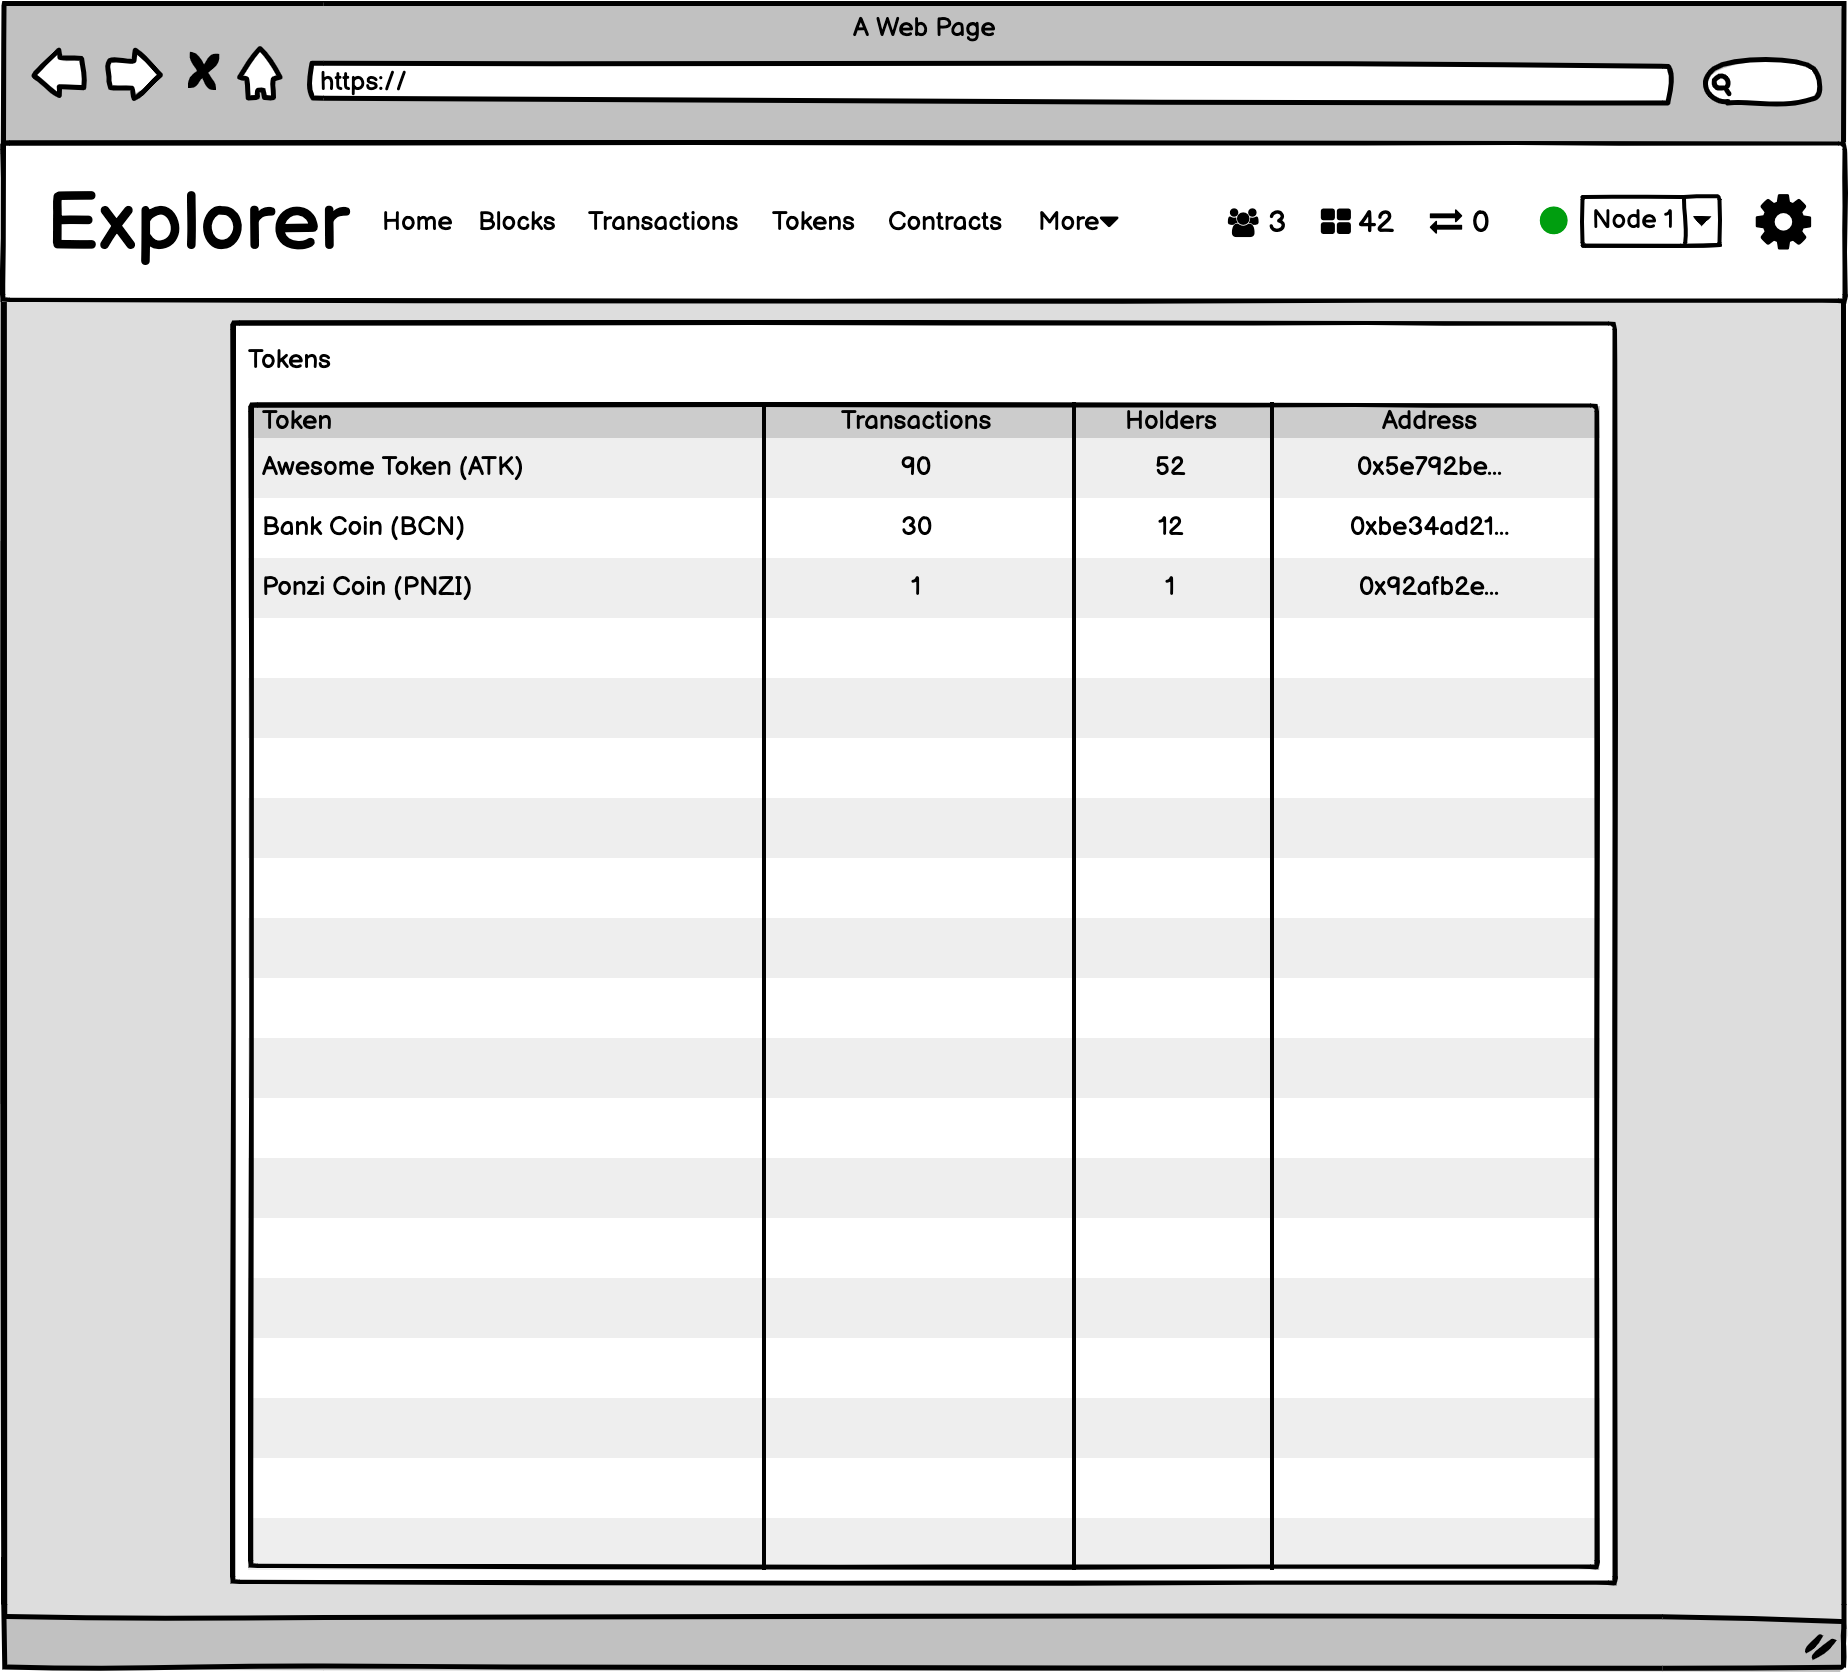 A Web Page
https://
Explorer Home Blocks Transactions Tokens Contracts More 3 42 0 Node 1
Tokens
Token Transactions Holders Address
Awesome Token (ATK) 90 52 0x5e792be...
Bank Coin (BCN) 30 12 0xbe34ad21...
Ponzi Coin (PNZI) 1 1 0x92afb2e...